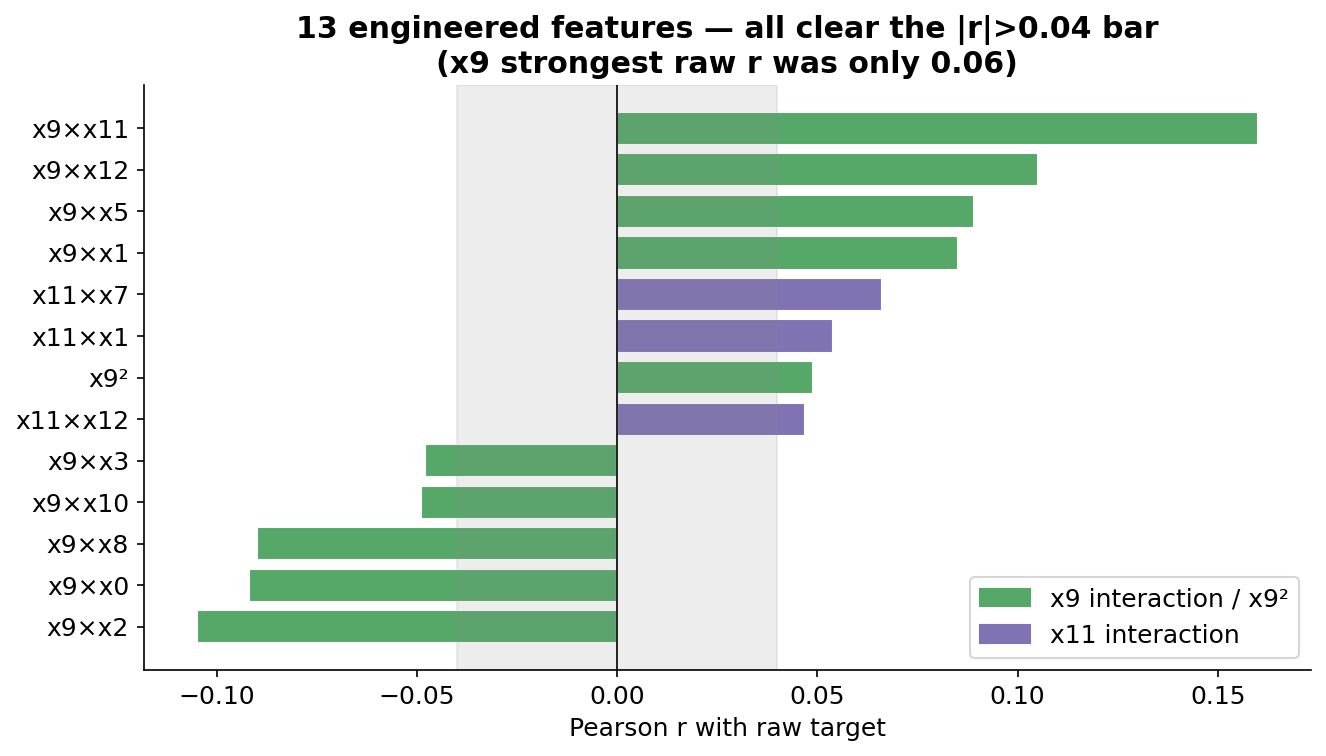 13 engineered features — all clear the |r|>0.04 bar
(x9 strongest raw r was only 0.06)
x9×x11
x9×x12
x9×x5
x9×x1
x11×x7
x11×x1
x9²
x11×x12
x9×x3
x9×x10
x9×x8
x9×x0
x9×x2
x9 interaction / x9²
x11 interaction
−0.10 −0.05 0.00 0.05 0.10 0.15
Pearson r with raw target